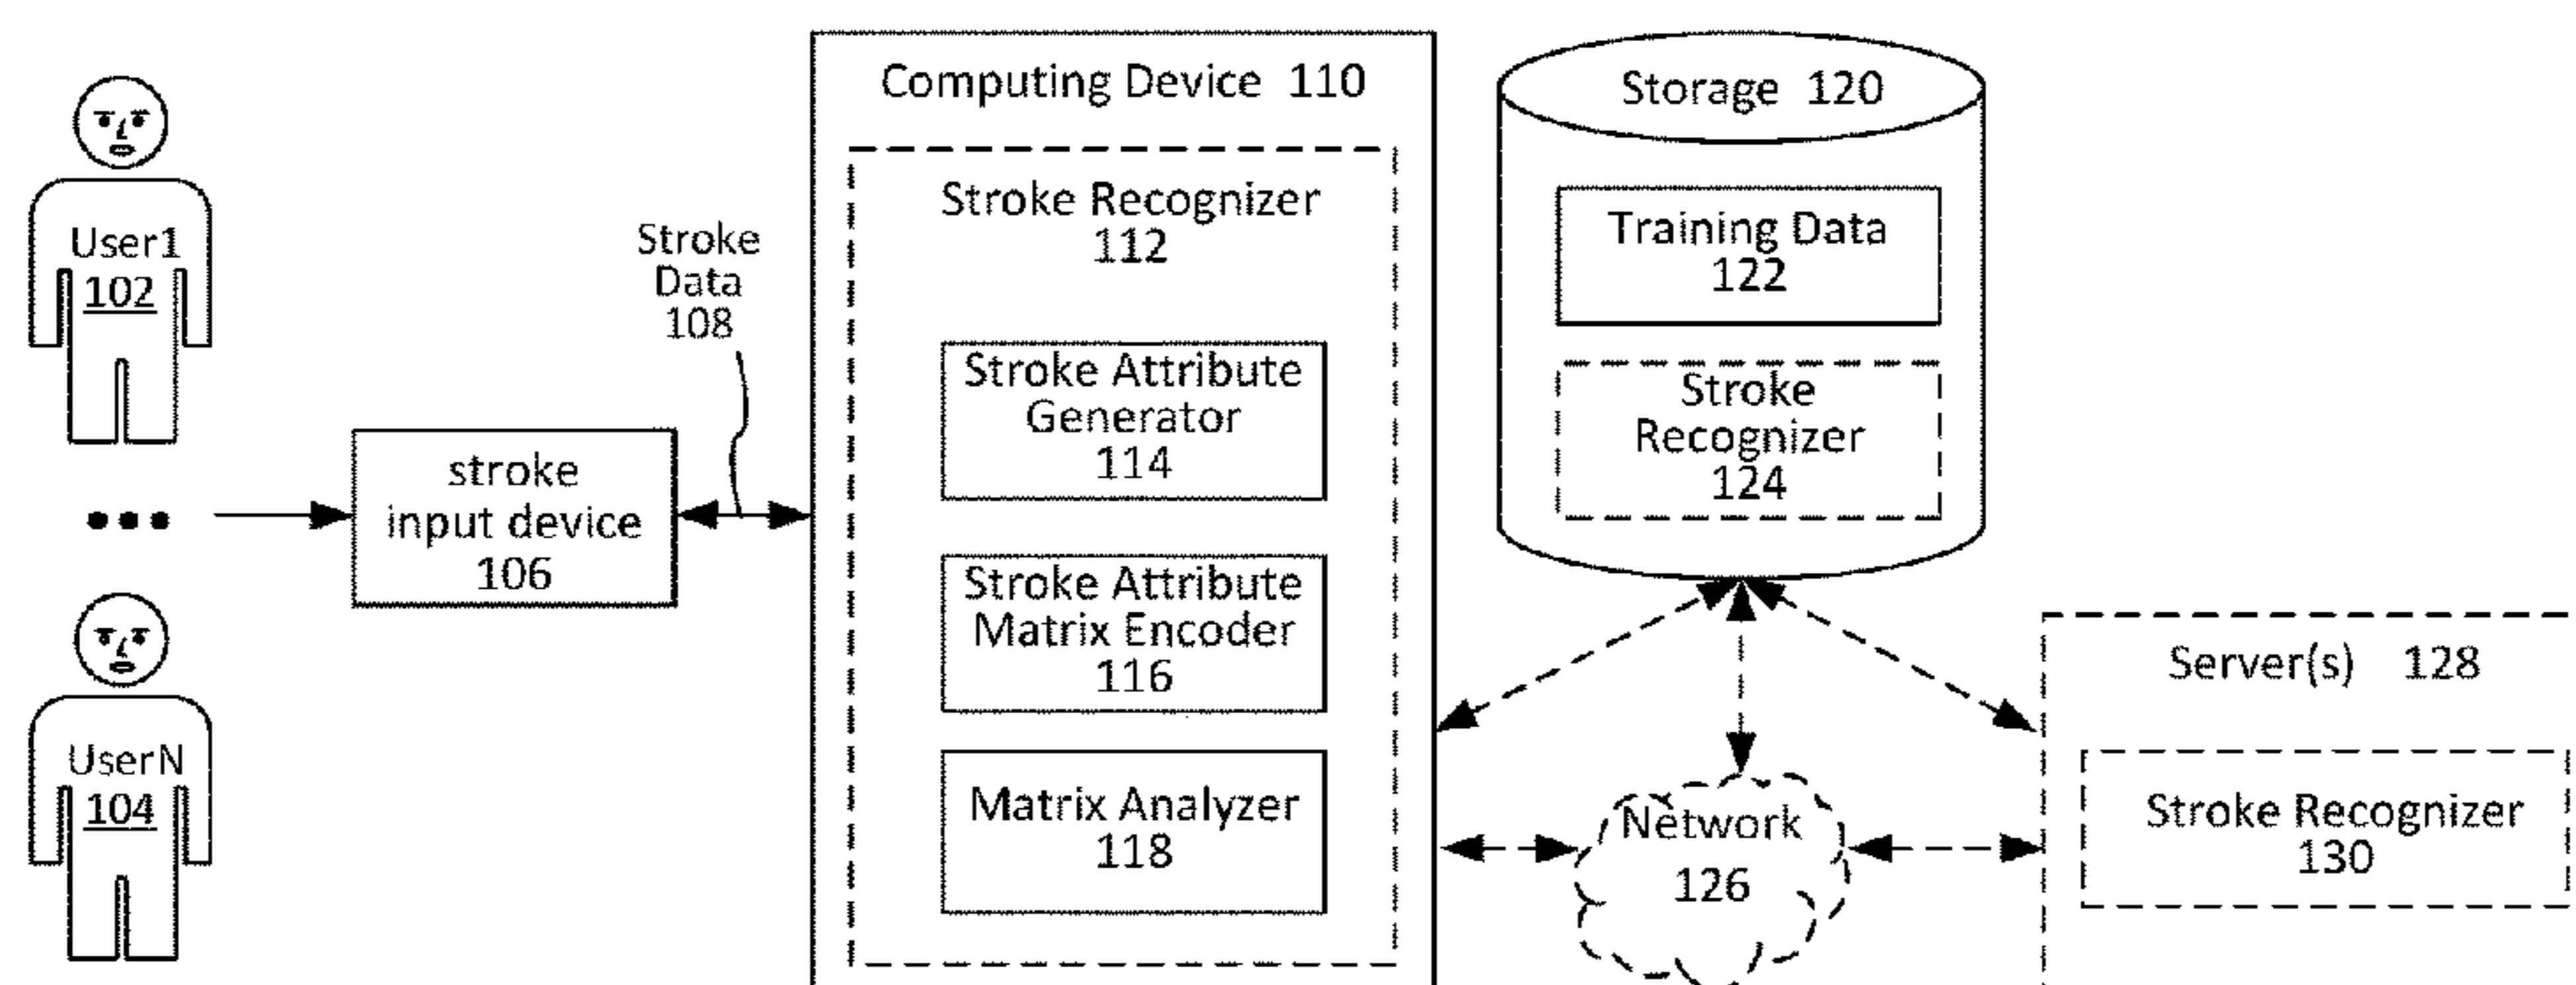 User1
102
UserN
104
stroke
input device
106
Stroke
Data
108
Computing Device 110
Stroke Recognizer
112
Stroke Attribute
Generator
114
Stroke Attribute
Matrix Encoder
116
Matrix Analyzer
118
Storage 120
Training Data
122
Stroke
Recognizer
124
Network
126
Server(s) 128
Stroke Recognizer
130